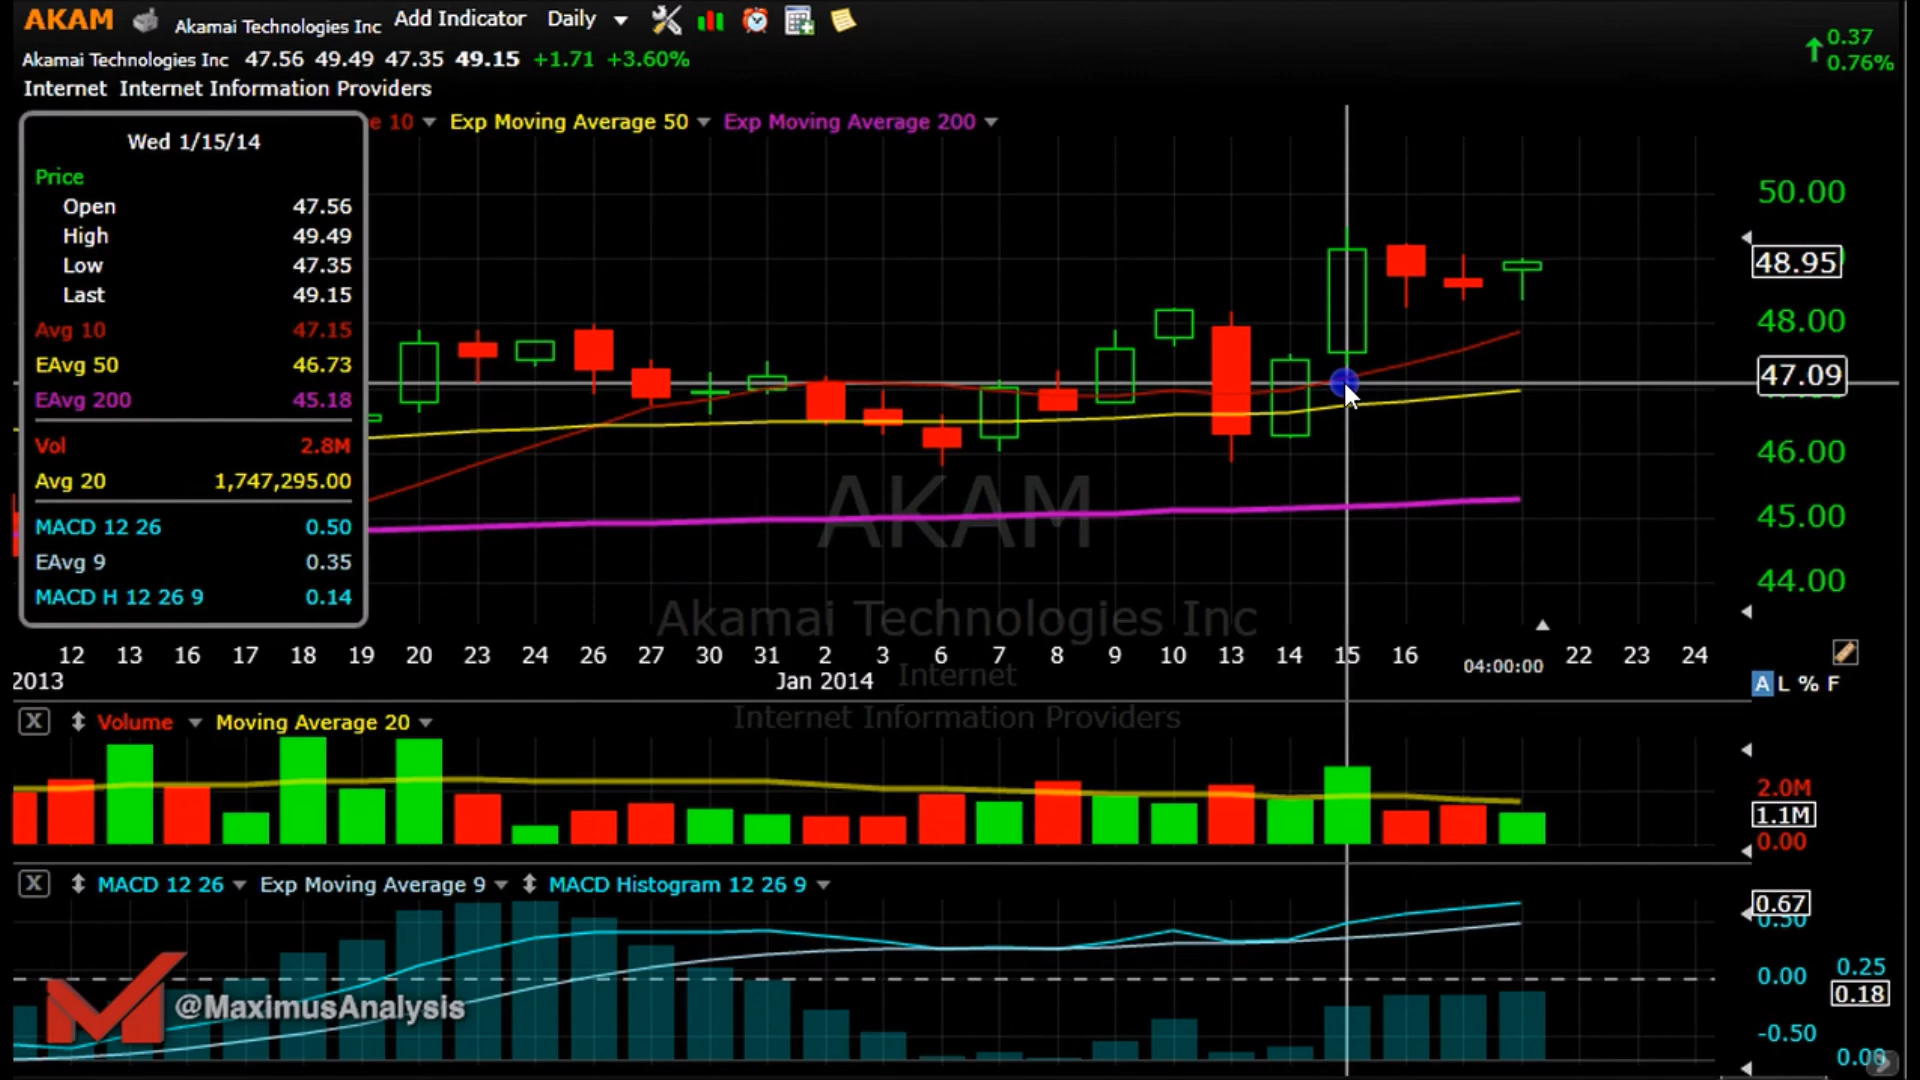 AKAM Akamai Technologies Inc Add Indicator Daily
Akamai Technologies Inc 47.56 49.49 47.35 49.15 +1.71 +3.60%
0.37
0.76%
Internet Internet Information Providers
e 10 Exp Moving Average 50 Exp Moving Average 200
Wed 1/15/14
Price
Open 47.56
High 49.49
Low 47.35
Last 49.15
Avg 10 47.15
EAvg 50 46.73
EAvg 200 45.18
Vol 2.8M
Avg 20 1,747,295.00
MACD 12 26 0.50
EAvg 9 0.35
MACD H 12 26 9 0.14
50.00
48.95
48.00
47.09
46.00
45.00
44.00
AKAM
Akamai Technologies Inc
Internet
Internet Information Providers
12 13 16 17 18 19 20 23 24 26 27 30 31 2 3 6 7 8 9 10 13 14 15 16 04:00:00 22 23 24
2013 Jan 2014
A L % F
X Volume Moving Average 20
2.0M
1.1M
0.00
X MACD 12 26 Exp Moving Average 9 MACD Histogram 12 26 9
0.67
0.50
0.00 0.25
0.18
-0.50
@MaximusAnalysis